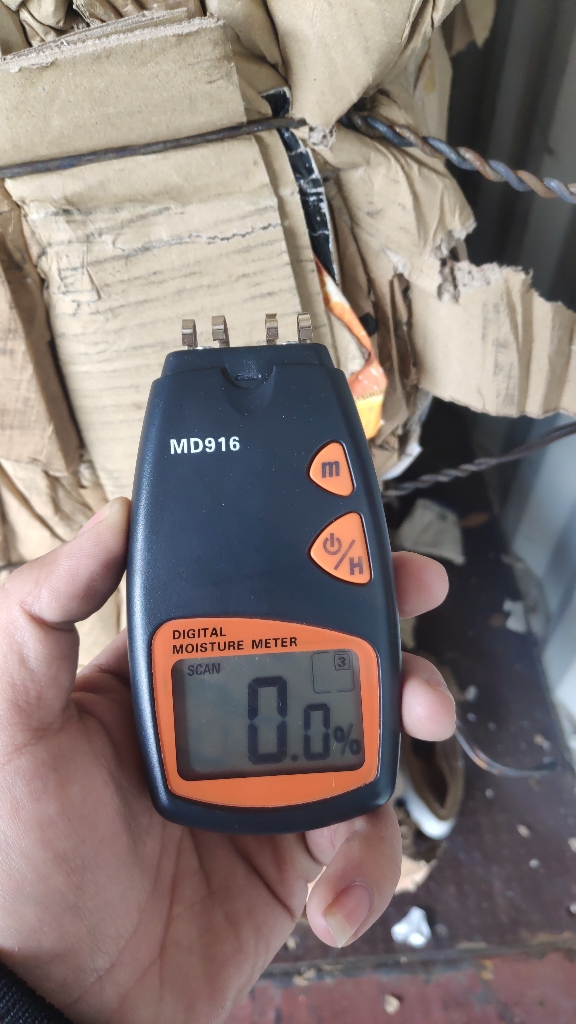 MD916
m
/H
DIGITAL
MOISTURE METER
SCAN
3
0.0%